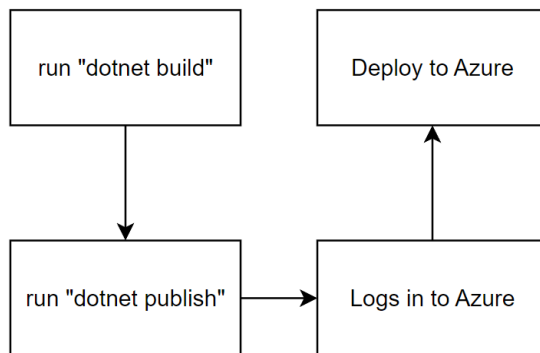 run "dotnet build"
Deploy to Azure
run "dotnet publish"
Logs in to Azure